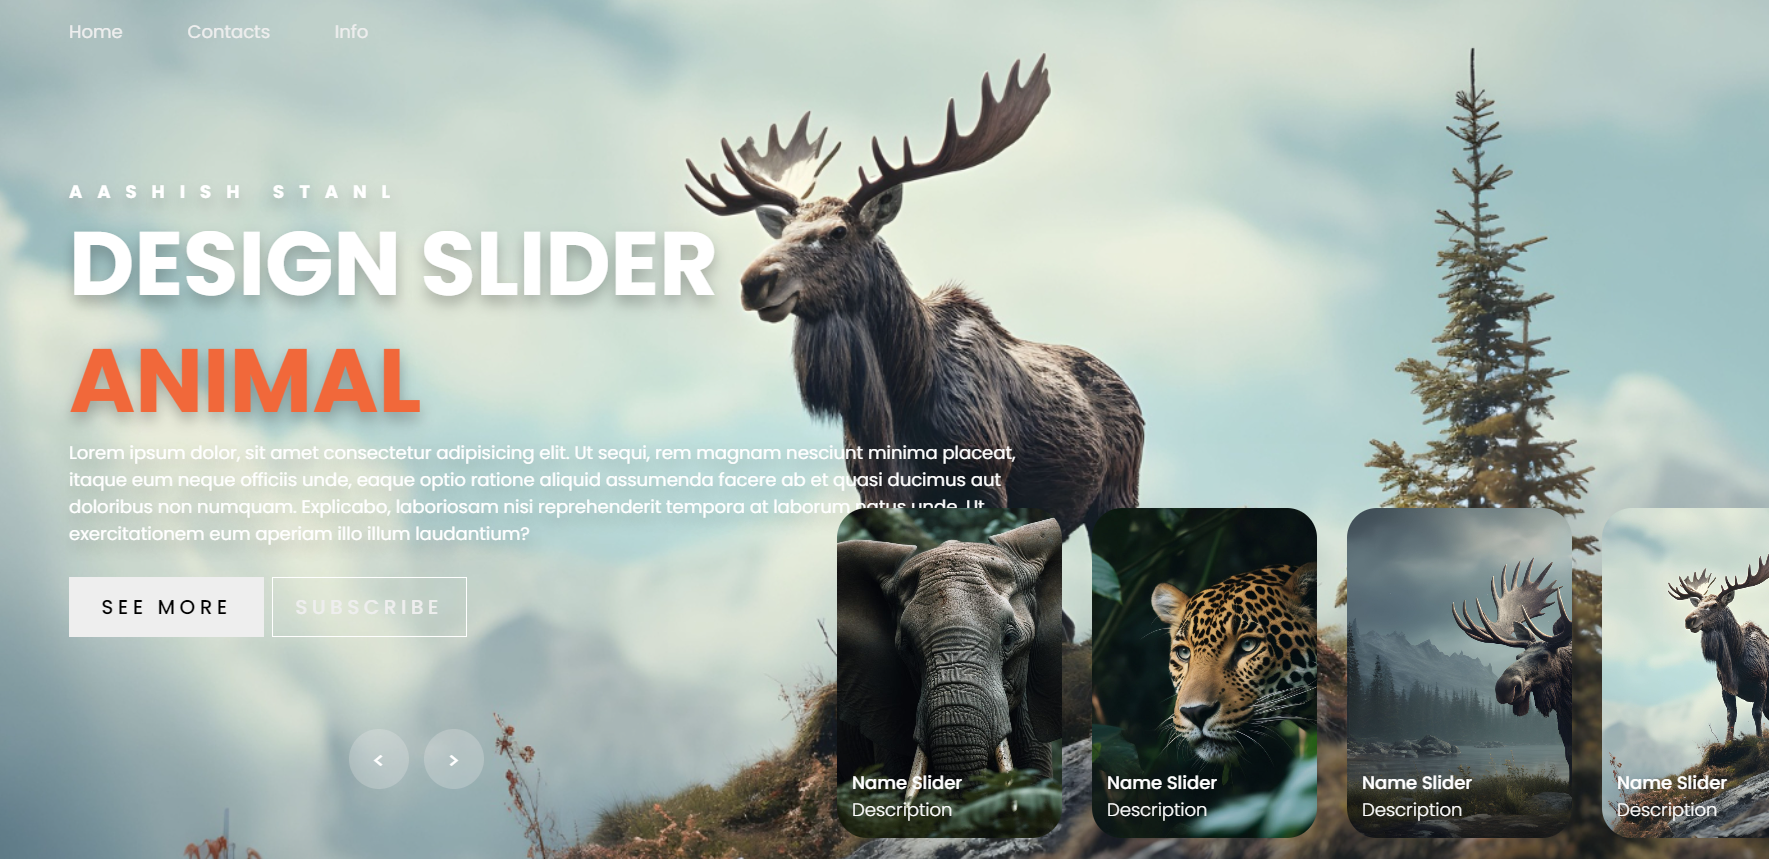 Home Contacts Info
AASHISH STANL
DESIGN SLIDER
ANIMAL
Lorem ipsum dolor, sit amet consectetur adipisicing elit. Ut sequi, rem magnam nesciunt minima placeat,
itaque eum neque officiis unde, eaque optio ratione aliquid assumenda facere ab et quasi ducimus aut
doloribus non numquam. Explicabo, laboriosam nisi reprehenderit tempora at laborum natus unde. Ut
exercitationem eum aperiam illo illum laudantium?
SEE MORE SUBSCRIBE
< >
Name Slider
Description
Name Slider
Description
Name Slider
Description
Name Slider
Description